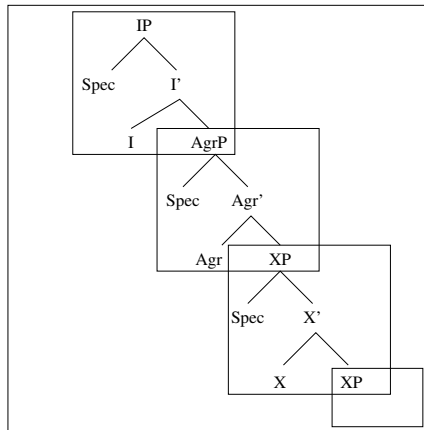 IP
Spec I’
I AgrP
Spec Agr’
Agr XP
Spec X’
X XP